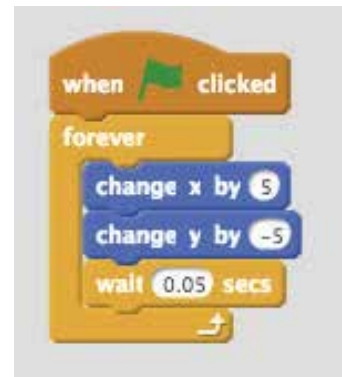 when clicked
forever
change x by 5
change y by -5
wait 0.05 secs